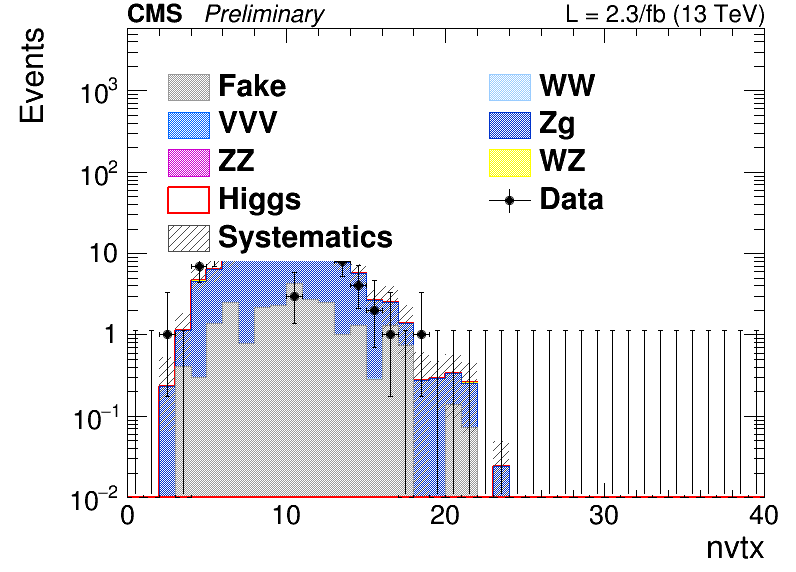 CMS Preliminary L = 2.3/fb (13 TeV)
Events
Fake WW
VVV Zg
ZZ WZ
Higgs Data
Systematics
10³
10²
10
1
10⁻¹
10⁻²
0 10 20 30 40
nvtx